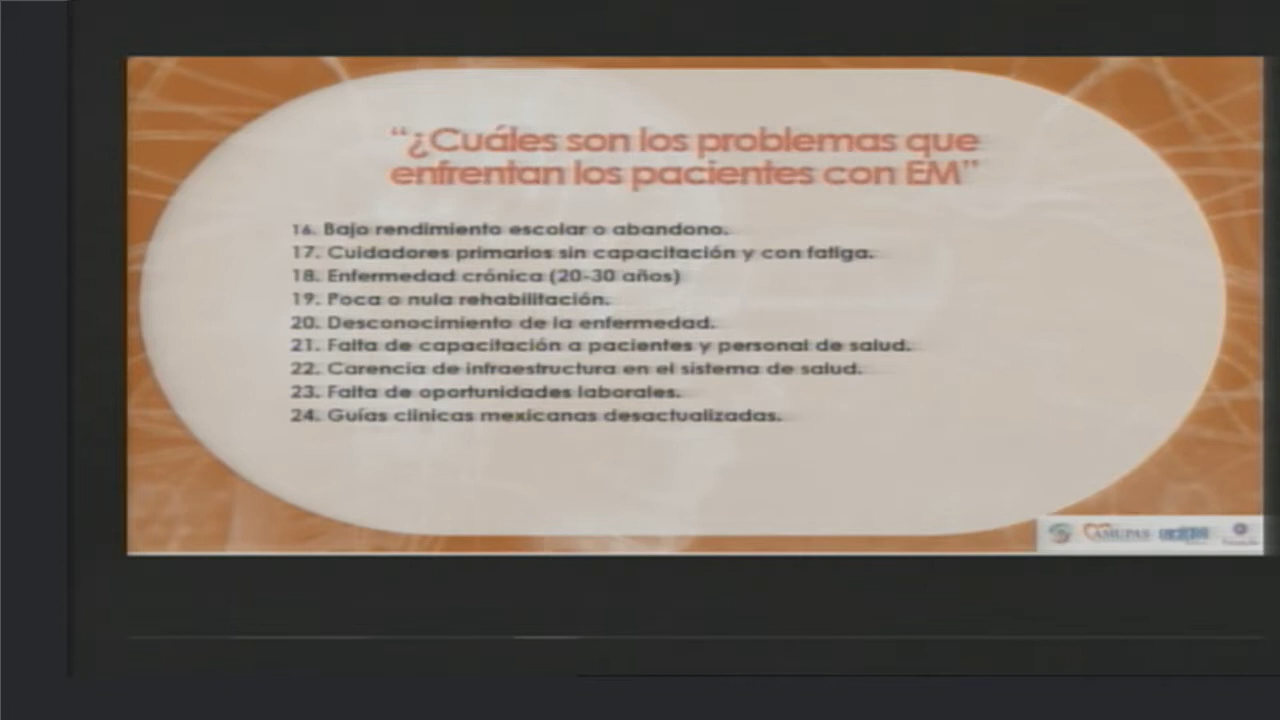 “¿Cuáles son los problemas que
enfrentan los pacientes con EM”
16. Bajo rendimiento escolar o abandono.
17. Cuidadores primarios sin capacitación y con fatiga.
18. Enfermedad crónica (20-30 años)
19. Poca o nula rehabilitación.
20. Desconocimiento de la enfermedad.
21. Falta de capacitación a pacientes y personal de salud.
22. Carencia de infraestructura en el sistema de salud.
23. Falta de oportunidades laborales.
24. Guías clinicas mexicanas desactualizadas.